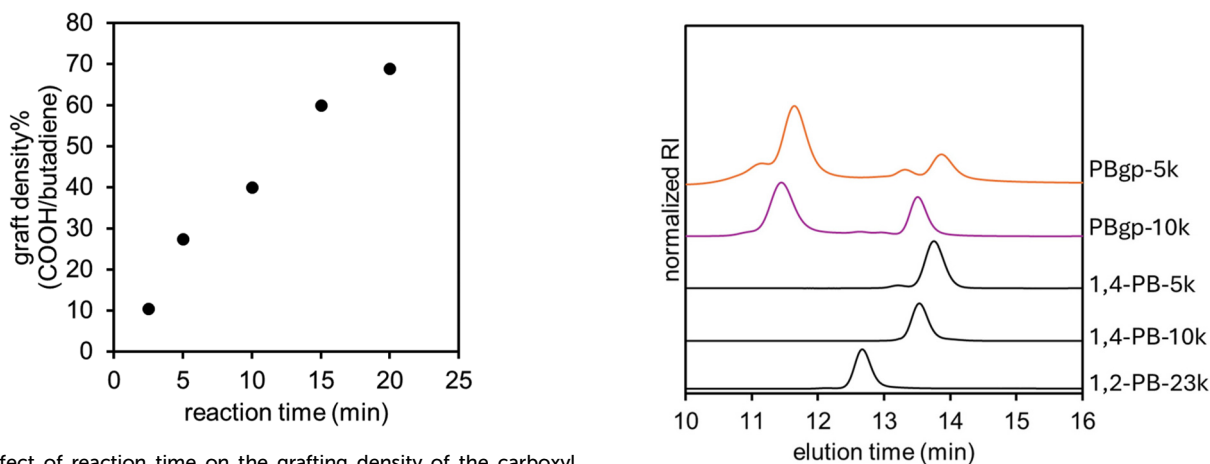 80
70
60
50
40
30
20
10
0
graft density%
(COOH/butadiene)
0 5 10 15 20 25
reaction time (min)
fect of reaction time on the grafting density of the carboxyl
normalized RI
PBgp-5k
PBgp-10k
1,4-PB-5k
1,4-PB-10k
1,2-PB-23k
10 11 12 13 14 15 16
elution time (min)